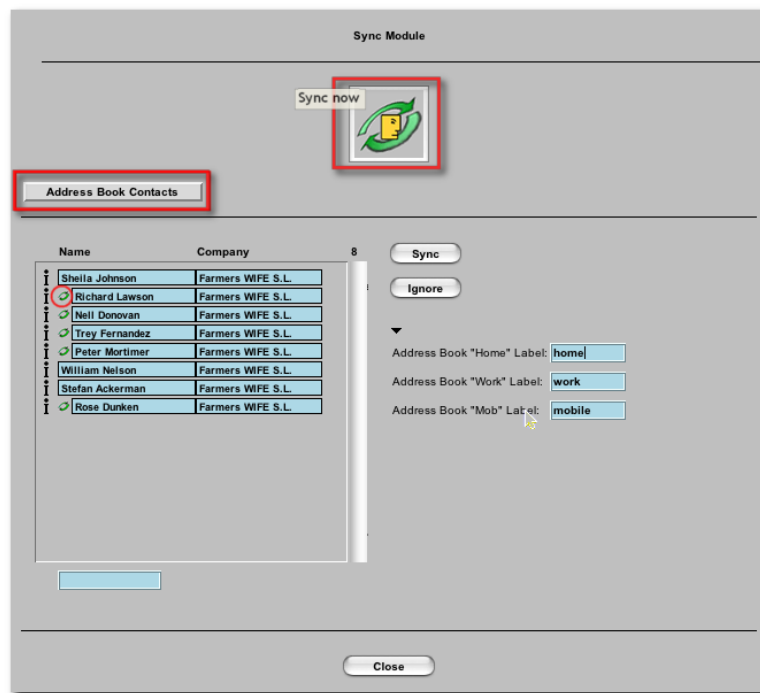 Sync Module
Sync now
Address Book Contacts
Name Company 8
Sync
Ignore
Sheila Johnson Farmers WIFE S.L.
Richard Lawson Farmers WIFE S.L.
Nell Donovan Farmers WIFE S.L.
Trey Fernandez Farmers WIFE S.L.
Peter Mortimer Farmers WIFE S.L.
William Nelson Farmers WIFE S.L.
Stefan Ackerman Farmers WIFE S.L.
Rose Dunken Farmers WIFE S.L.
Address Book "Home" Label: home
Address Book "Work" Label: work
Address Book "Mob" Label: mobile
Close